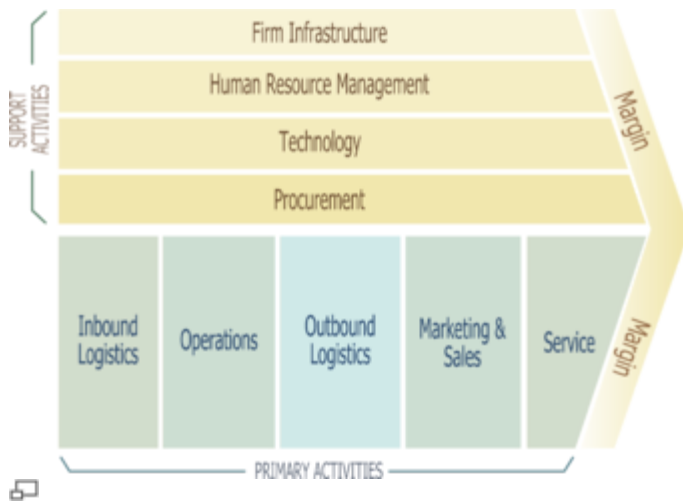 Firm Infrastructure
Human Resource Management
Technology
Procurement
SUPPORT
ACTIVITIES
Margin
Inbound
Logistics
Operations
Outbound
Logistics
Marketing &
Sales
Service
Margin
PRIMARY ACTIVITIES